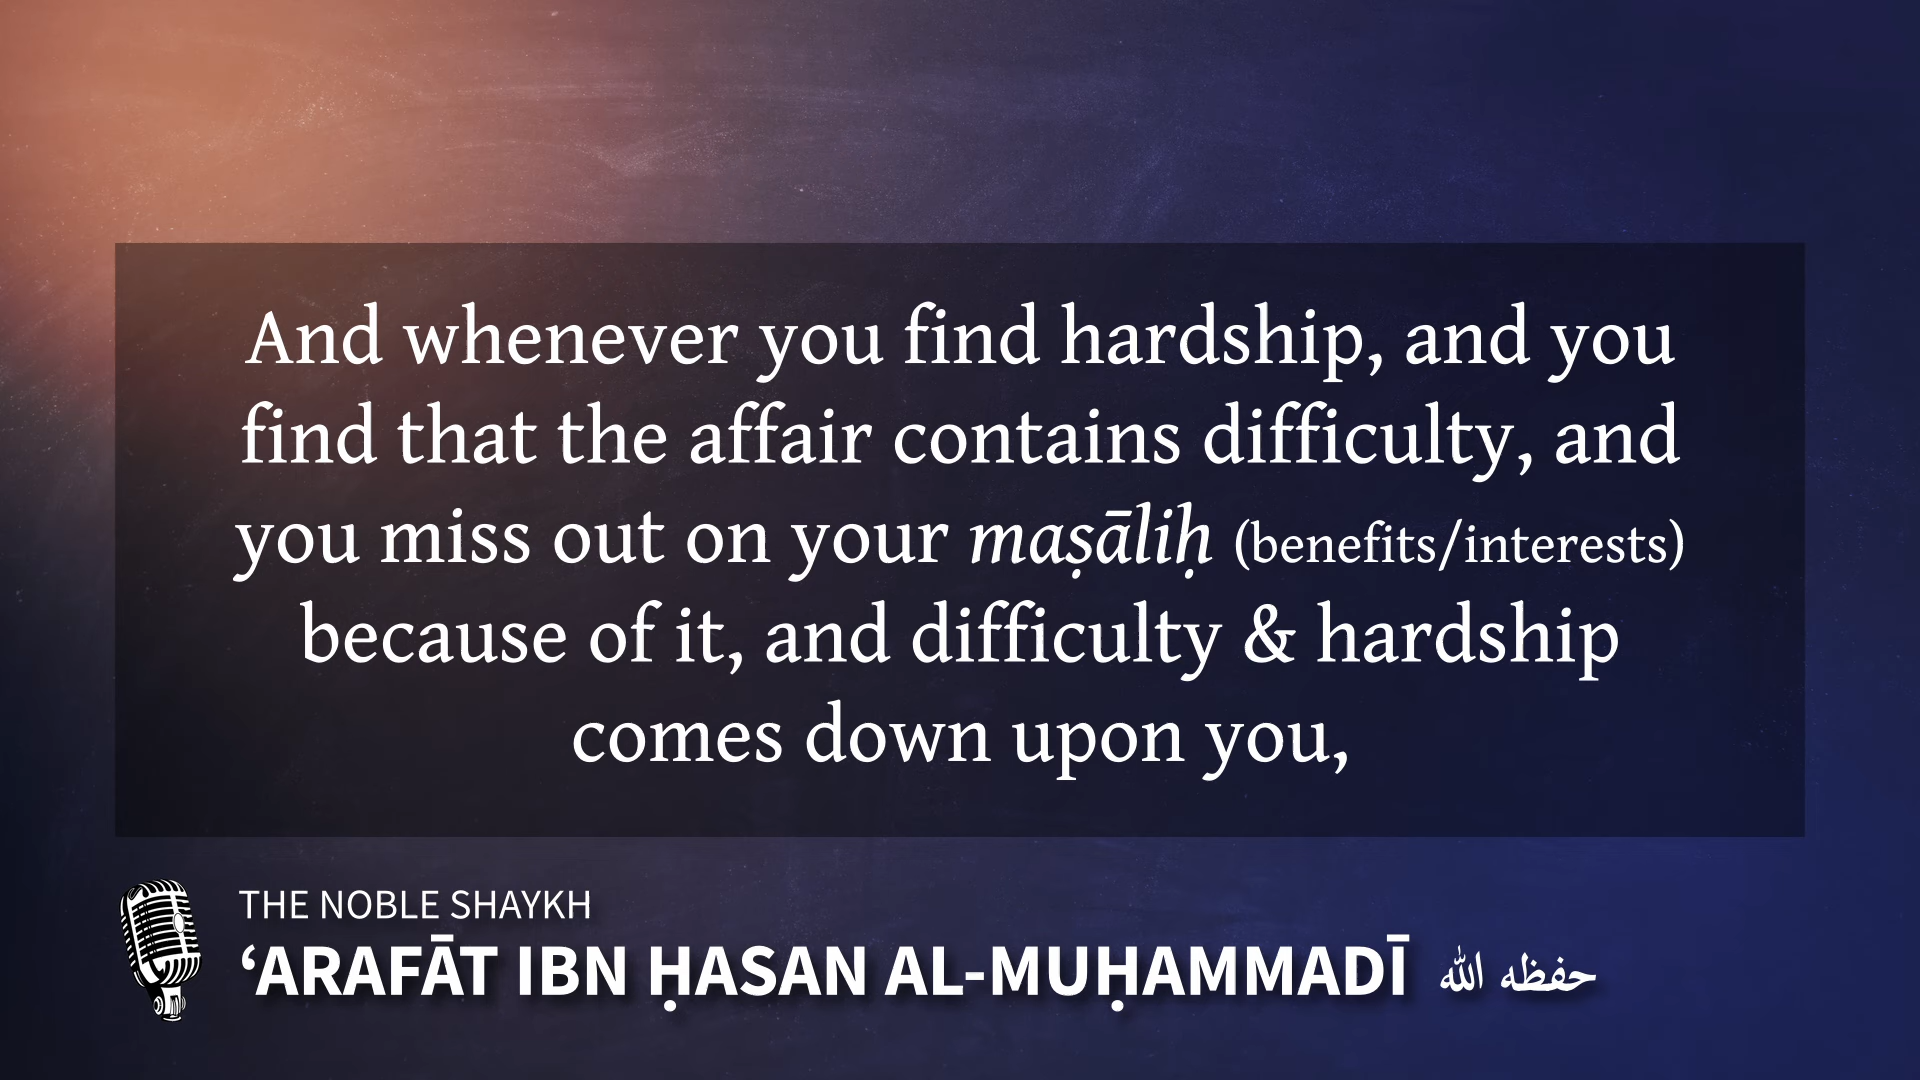 And whenever you find hardship, and you
find that the affair contains difficulty, and
you miss out on your maṣāliḥ (benefits/interests)
because of it, and difficulty & hardship
comes down upon you,
THE NOBLE SHAYKH
‘ARAFĀT IBN ḤASAN AL-MUḤAMMADĪ حفظه الله